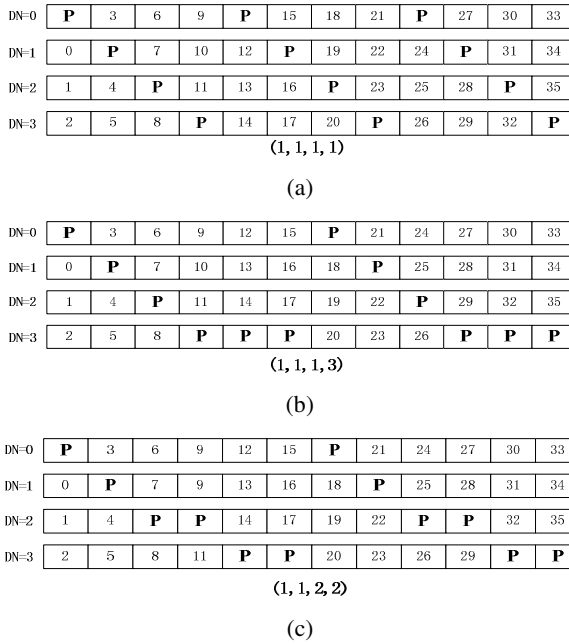 DN=0 P 3 6 9 P 15 18 21 P 27 30 33
DN=1 0 P 7 10 12 P 19 22 24 P 31 34
DN=2 1 4 P 11 13 16 P 23 25 28 P 35
DN=3 2 5 8 P 14 17 20 P 26 29 32 P
(1, 1, 1, 1)
(a)
DN=0 P 3 6 9 12 15 P 21 24 27 30 33
DN=1 0 P 7 10 13 16 18 P 25 28 31 34
DN=2 1 4 P 11 14 17 19 22 P 29 32 35
DN=3 2 5 8 P P P 20 23 26 P P P
(1, 1, 1, 3)
(b)
DN=0 P 3 6 9 12 15 P 21 24 27 30 33
DN=1 0 P 7 9 13 16 18 P 25 28 31 34
DN=2 1 4 P P 14 17 19 22 P P 32 35
DN=3 2 5 8 11 P P 20 23 26 29 P P
(1, 1, 2, 2)
(c)